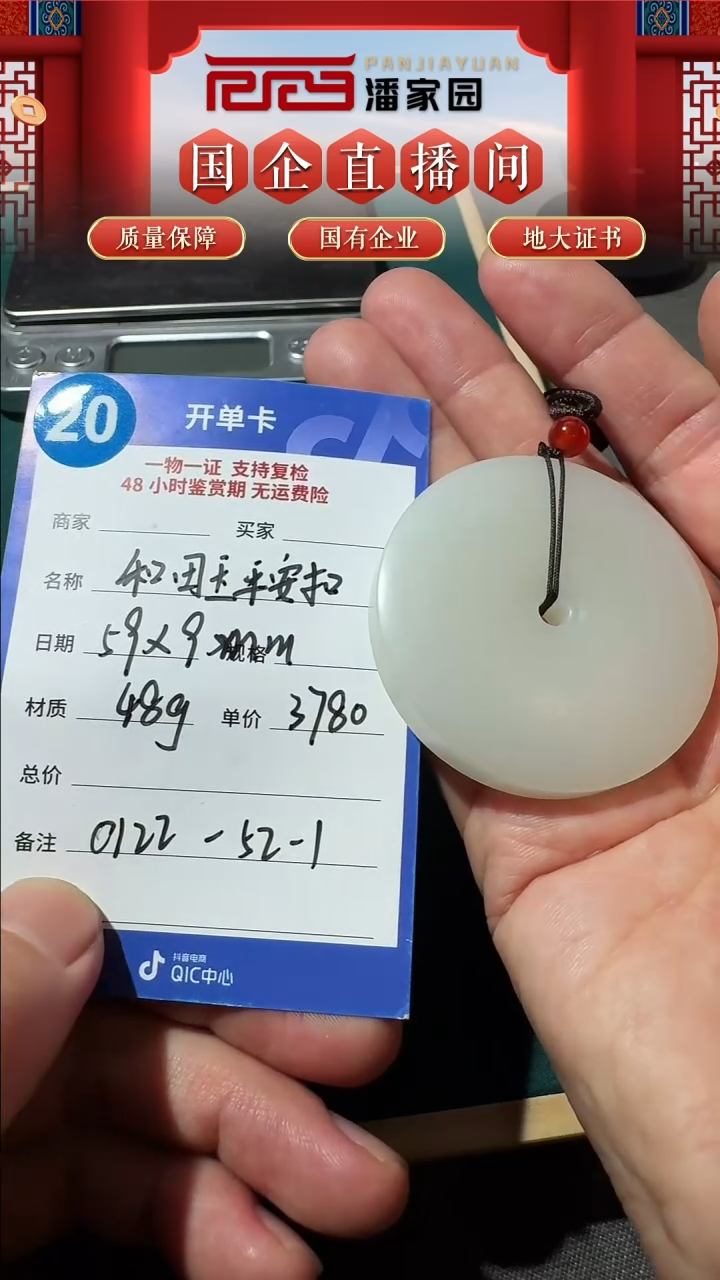 PANJIAYUAN
潘家园
国企直播间
质量保障 国有企业 地大证书
20 开单卡
一物一证 支持复检
48 小时鉴赏期 无运费险
商家 买家
名称 和田玉平安扣
日期 59×9mm 规格
材质 48g 单价 3780
总价
备注 0122-52-1
抖音电商
QIC中心